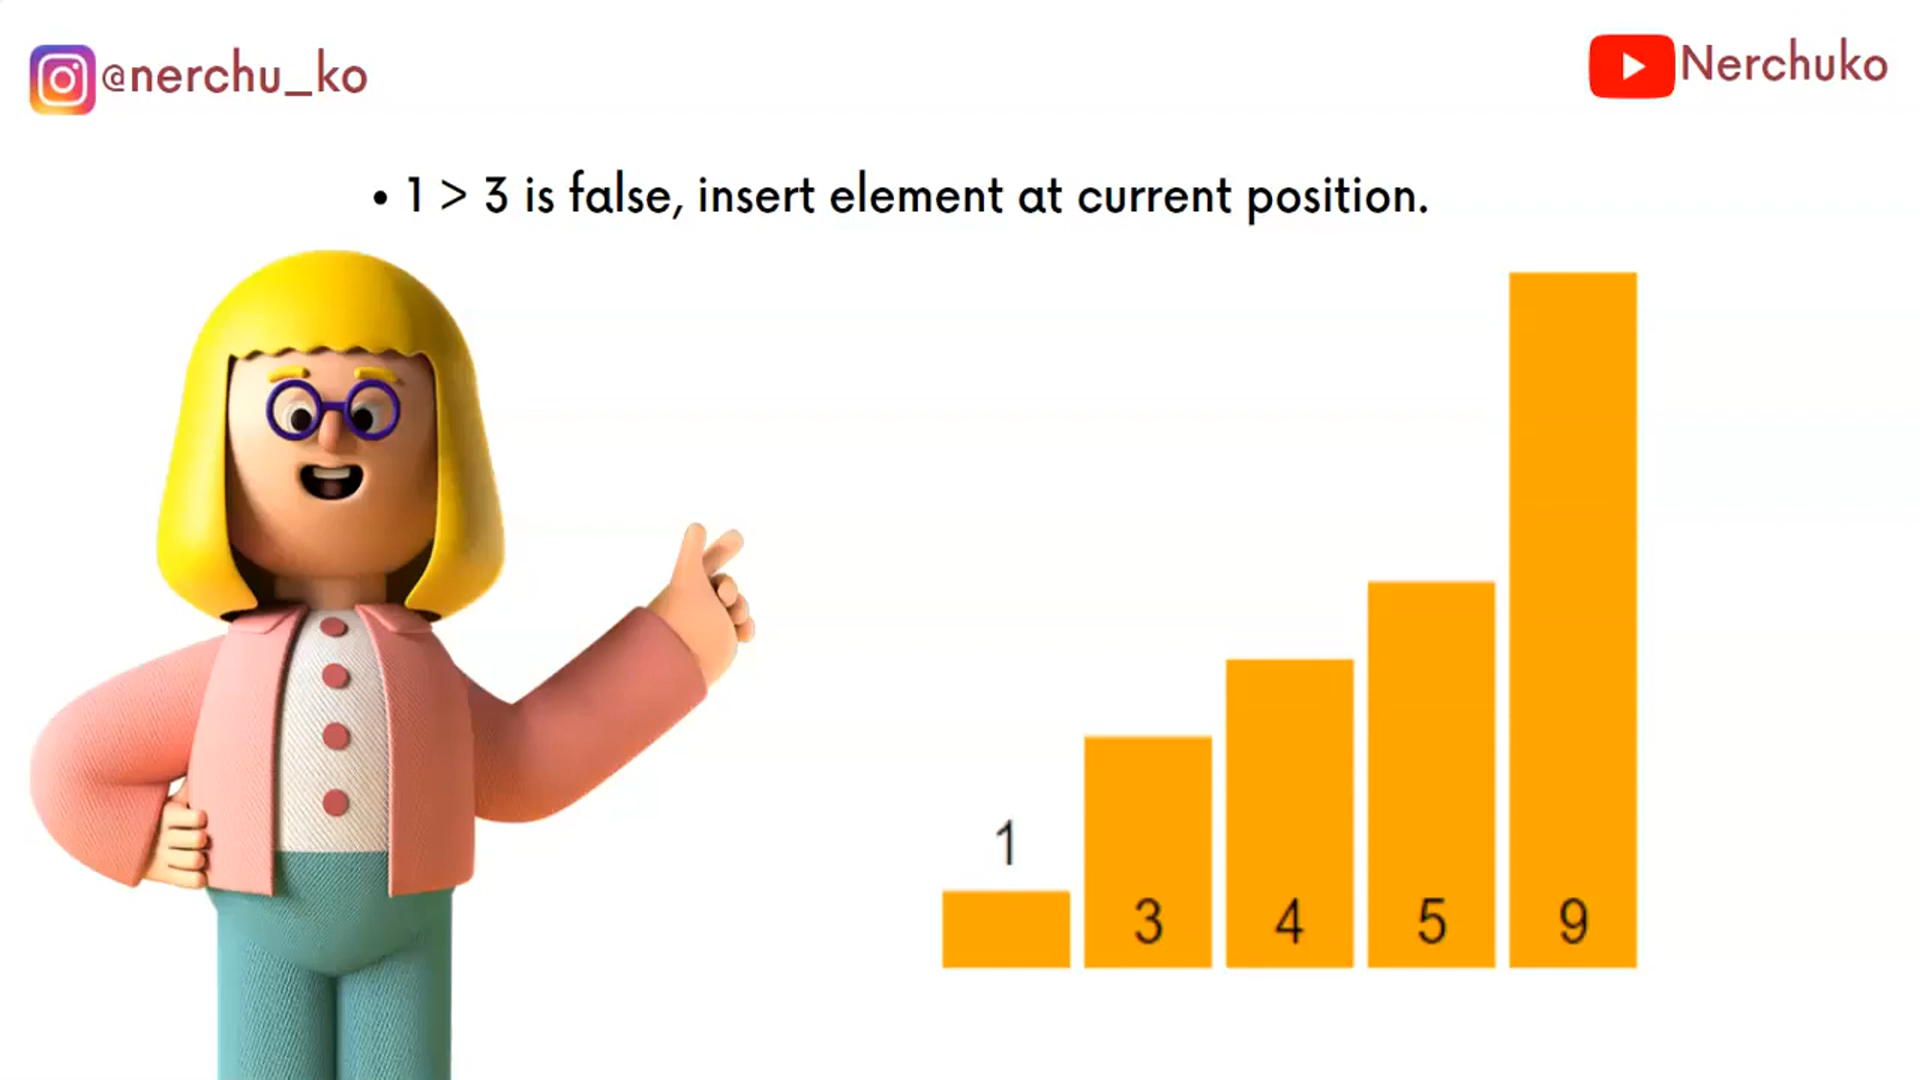 @nerchu_ko
Nerchuko
• 1 > 3 is false, insert element at current position.
1
3 4 5 9